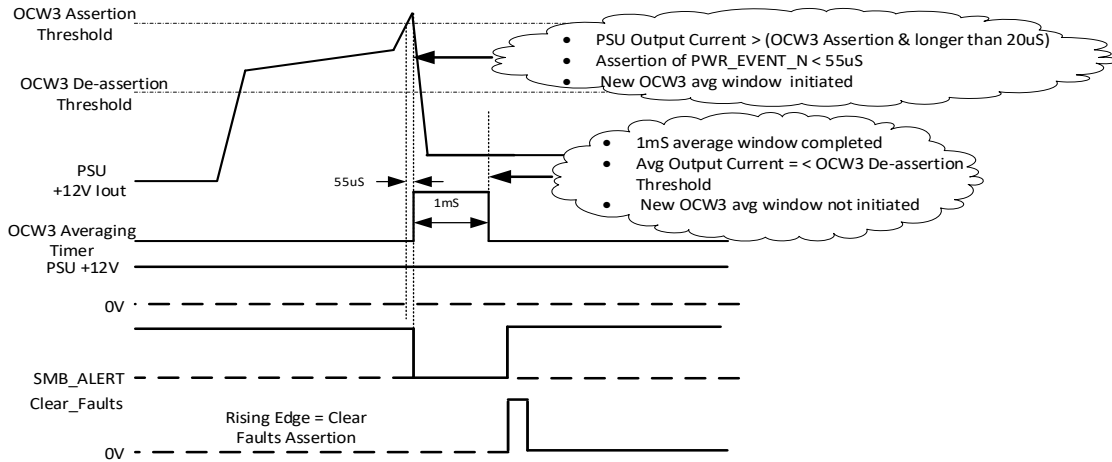 OCW3 Assertion
Threshold
• PSU Output Current > (OCW3 Assertion & longer than 20uS)
• Assertion of PWR_EVENT_N < 55uS
• New OCW3 avg window initiated
OCW3 De-assertion
Threshold
• 1mS average window completed
• Avg Output Current = < OCW3 De-assertion
Threshold
• New OCW3 avg window not initiated
PSU
+12V Iout
55uS
1mS
OCW3 Averaging
Timer
PSU +12V
0V
SMB_ALERT
Clear_Faults
Rising Edge = Clear
Faults Assertion
0V